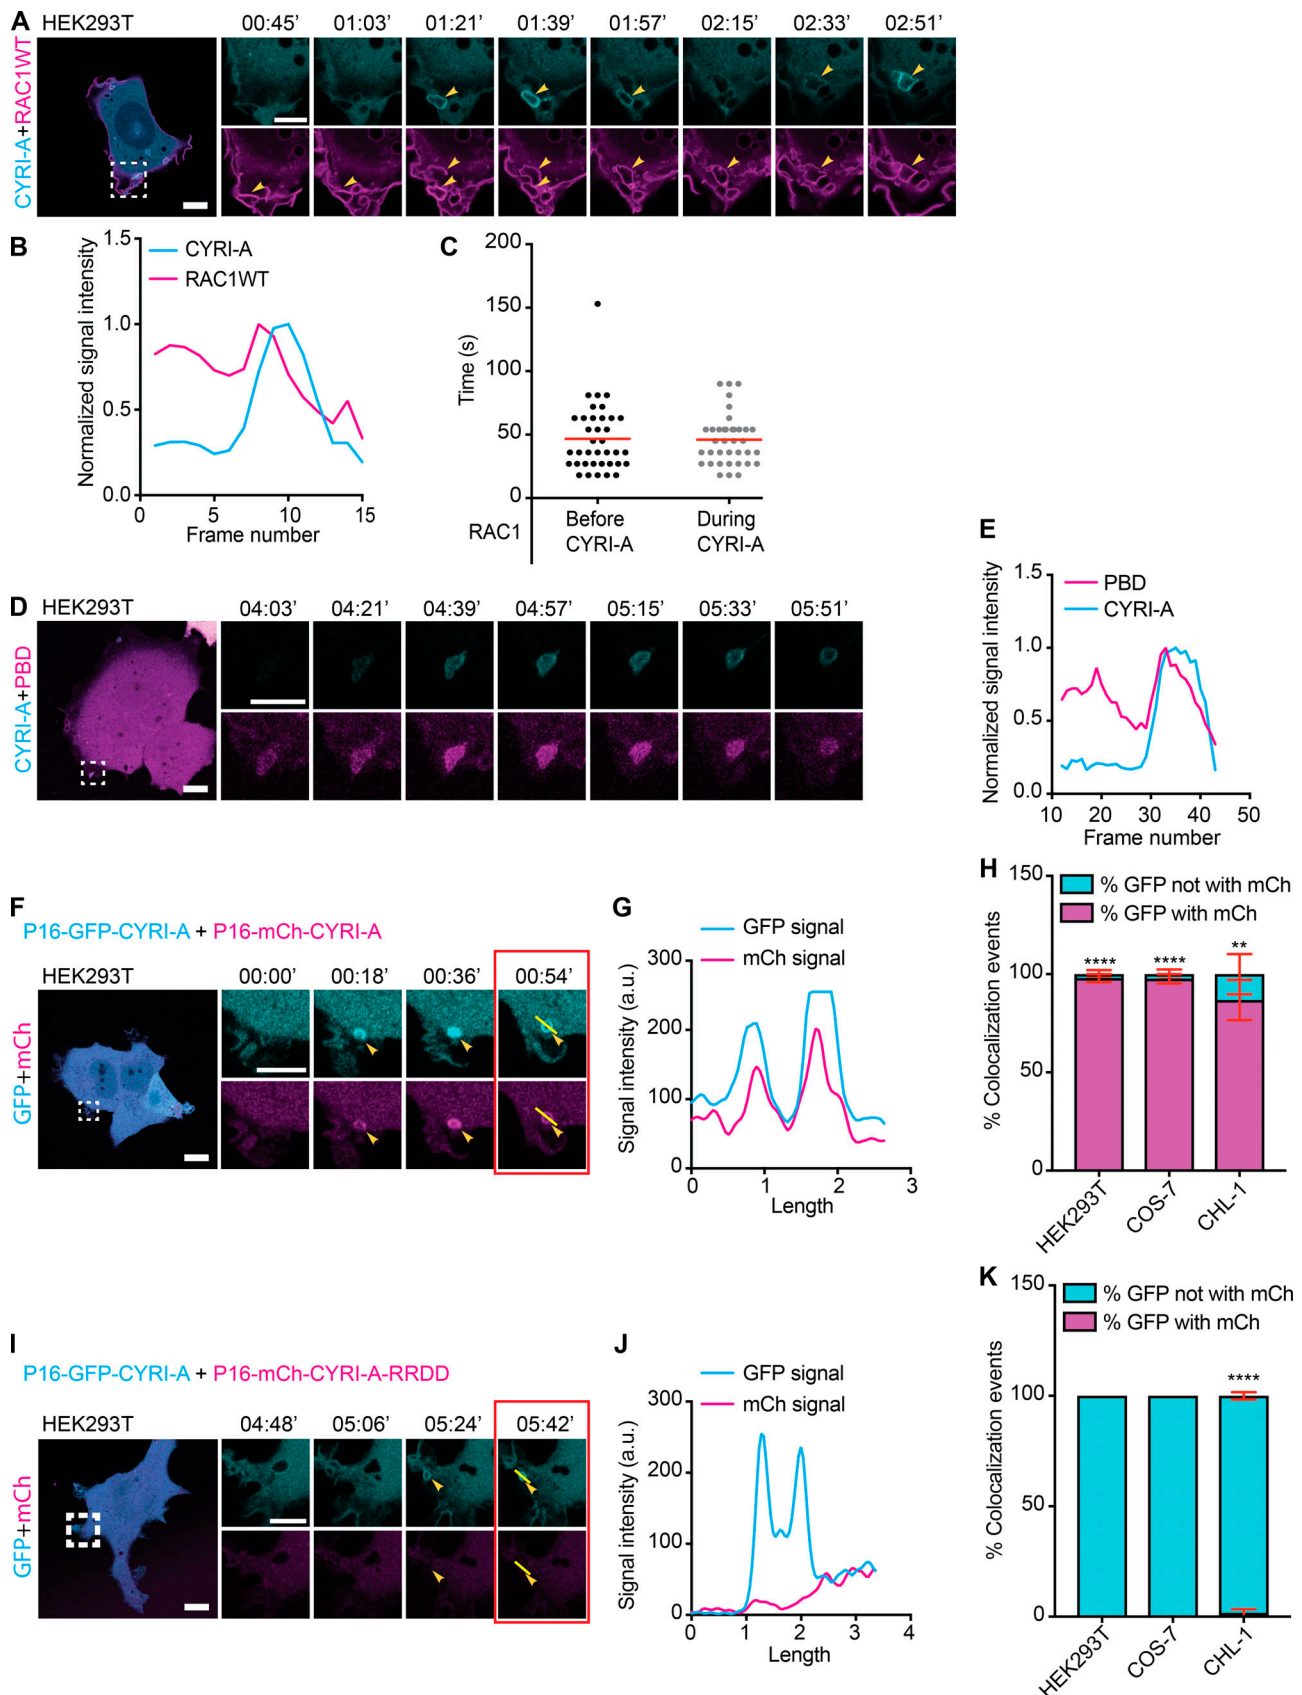 A
HEK293T
00:45’ 01:03’ 01:21’ 01:39’ 01:57’ 02:15’ 02:33’ 02:51’
CYRI-A+RAC1WT
B
CYRI-A
RAC1WT
Normalized signal intensity
1.5
1.0
0.5
0.0
0 5 10 15
Frame number
C
Time (s)
200
150
100
50
0
RAC1
Before CYRI-A
During CYRI-A
D
HEK293T
04:03’ 04:21’ 04:39’ 04:57’ 05:15’ 05:33’ 05:51’
CYRI-A+PBD
E
PBD
CYRI-A
Normalized signal intensity
1.5
1.0
0.5
0.0
10 20 30 40 50
Frame number
F
P16-GFP-CYRI-A + P16-mCh-CYRI-A
HEK293T
00:00’ 00:18’ 00:36’ 00:54’
GFP+mCh
G
GFP signal
mCh signal
Signal intensity (a.u.)
300
200
100
0
0 1 2 3
Length
H
% GFP not with mCh
% GFP with mCh
% Colocalization events
150
100
50
0
**** **** **
HEK293T COS-7 CHL-1
I
P16-GFP-CYRI-A + P16-mCh-CYRI-A-RRDD
HEK293T
04:48’ 05:06’ 05:24’ 05:42’
GFP+mCh
J
GFP signal
mCh signal
Signal intensity (a.u.)
300
200
100
0
0 1 2 3 4
Length
K
% GFP not with mCh
% GFP with mCh
% Colocalization events
150
100
50
0
****
HEK293T COS-7 CHL-1